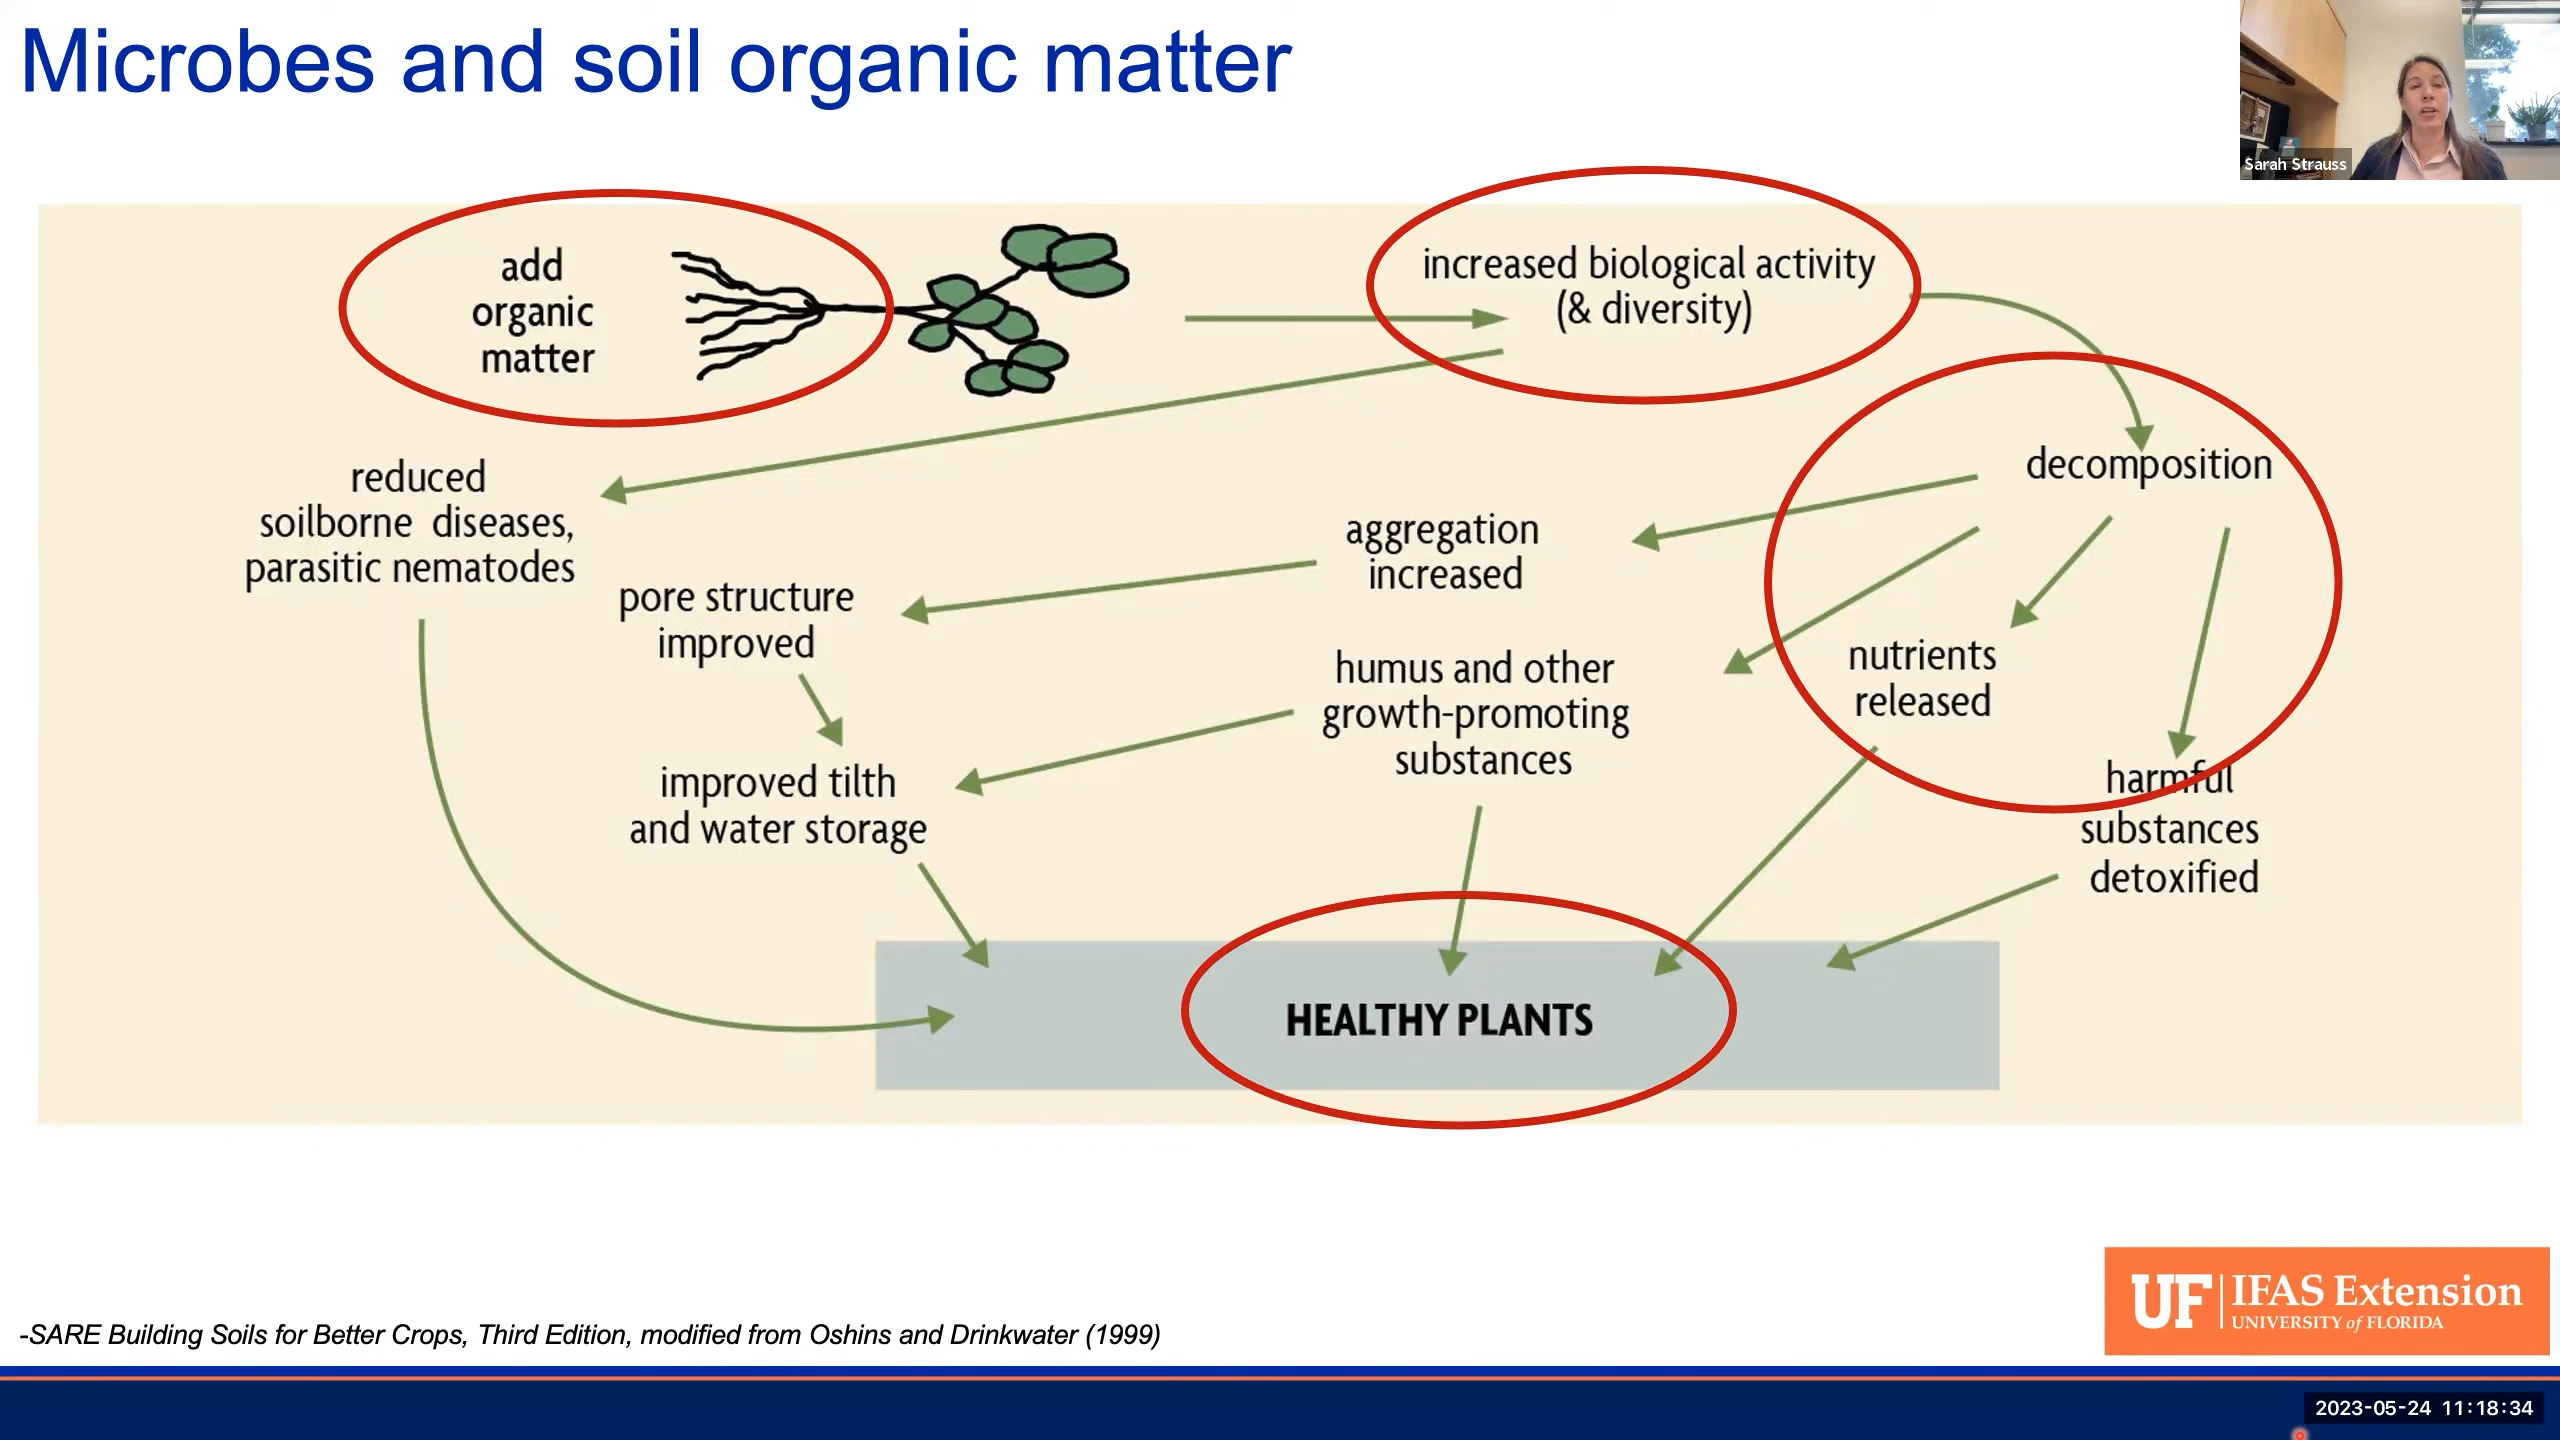 Microbes and soil organic matter
Sarah Strauss
add
organic
matter
increased biological activity
(& diversity)
reduced
soilborne diseases,
parasitic nematodes
decomposition
aggregation
increased
pore structure
improved
humus and other
growth-promoting
substances
nutrients
released
improved tilth
and water storage
harmful
substances
detoxified
HEALTHY PLANTS
UF IFAS Extension
UNIVERSITY of FLORIDA
-SARE Building Soils for Better Crops, Third Edition, modified from Oshins and Drinkwater (1999)
2023-05-24 11:18:34